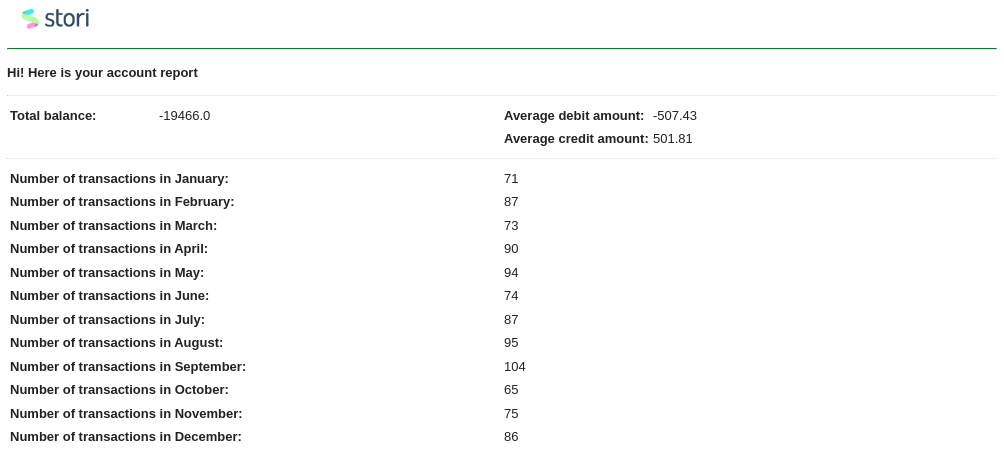 stori
Hi! Here is your account report
Total balance: -19466.0 Average debit amount: -507.43
Average credit amount: 501.81
Number of transactions in January: 71
Number of transactions in February: 87
Number of transactions in March: 73
Number of transactions in April: 90
Number of transactions in May: 94
Number of transactions in June: 74
Number of transactions in July: 87
Number of transactions in August: 95
Number of transactions in September: 104
Number of transactions in October: 65
Number of transactions in November: 75
Number of transactions in December: 86